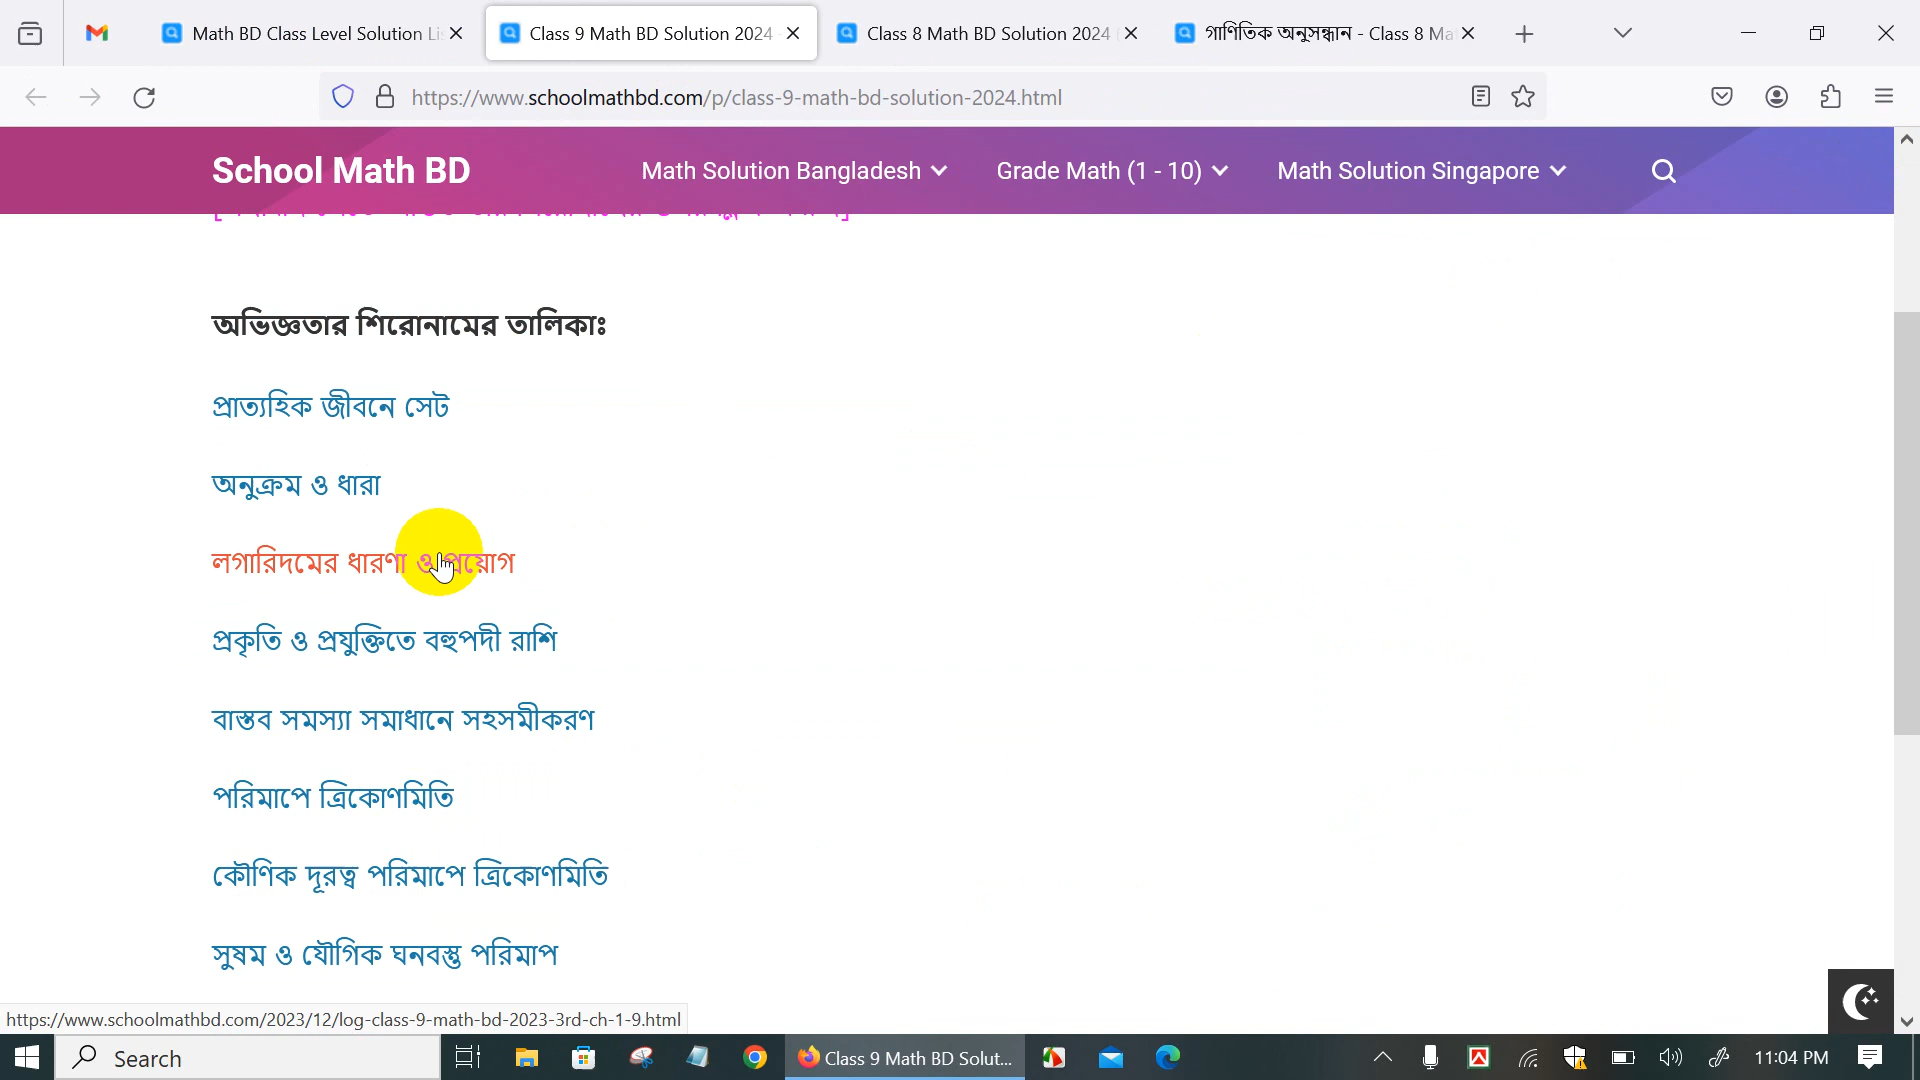 Math BD Class Level Solution Li
Class 9 Math BD Solution 2024
Class 8 Math BD Solution 2024
গাণিতিক অনুসন্ধান - Class 8 Ma
https://www.schoolmathbd.com/p/class-9-math-bd-solution-2024.html
School Math BD
Math Solution Bangladesh
Grade Math (1 - 10)
Math Solution Singapore
অভিজ্ঞতার শিরোনামের তালিকাঃ
প্রাত্যহিক জীবনে সেট
অনুক্রম ও ধারা
লগারিদমের ধারণা ও প্রয়োগ
প্রকৃতি ও প্রযুক্তিতে বহুপদী রাশি
বাস্তব সমস্যা সমাধানে সহসমীকরণ
পরিমাপে ত্রিকোণমিতি
কৌণিক দূরত্ব পরিমাপে ত্রিকোণমিতি
সুষম ও যৌগিক ঘনবস্তু পরিমাপ
https://www.schoolmathbd.com/2023/12/log-class-9-math-bd-2023-3rd-ch-1-9.html
Search
Class 9 Math BD Solut...
11:04 PM